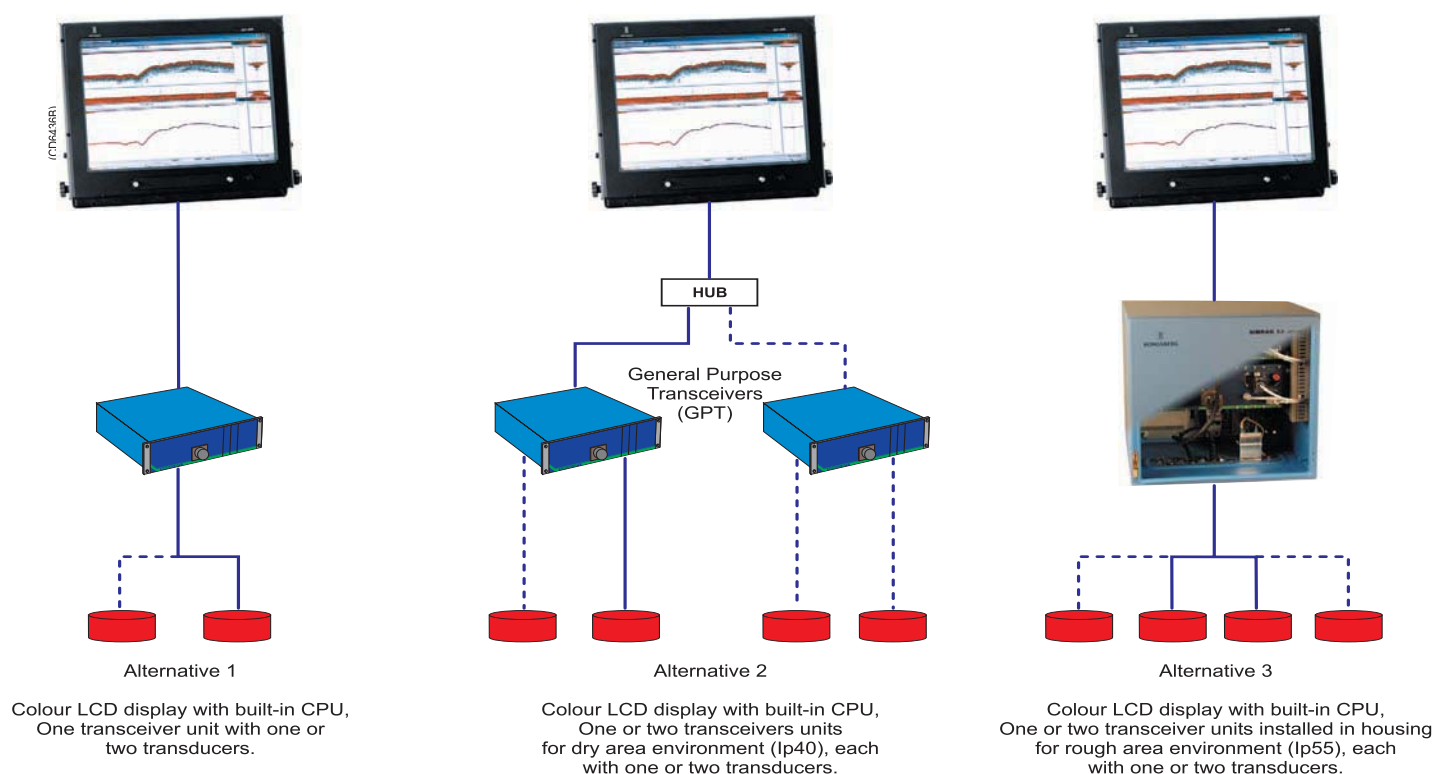 (CD6436B)
HUB
General Purpose
Transceivers
(GPT)
KONGSBERG
SIMRAD
Alternative 1
Colour LCD display with built-in CPU,
One transceiver unit with one or
two transducers.
Alternative 2
Colour LCD display with built-in CPU,
One or two transceivers units
for dry area environment (Ip40), each
with one or two transducers.
Alternative 3
Colour LCD display with built-in CPU,
One or two transceiver units installed in housing
for rough area environment (Ip55), each
with one or two transducers.